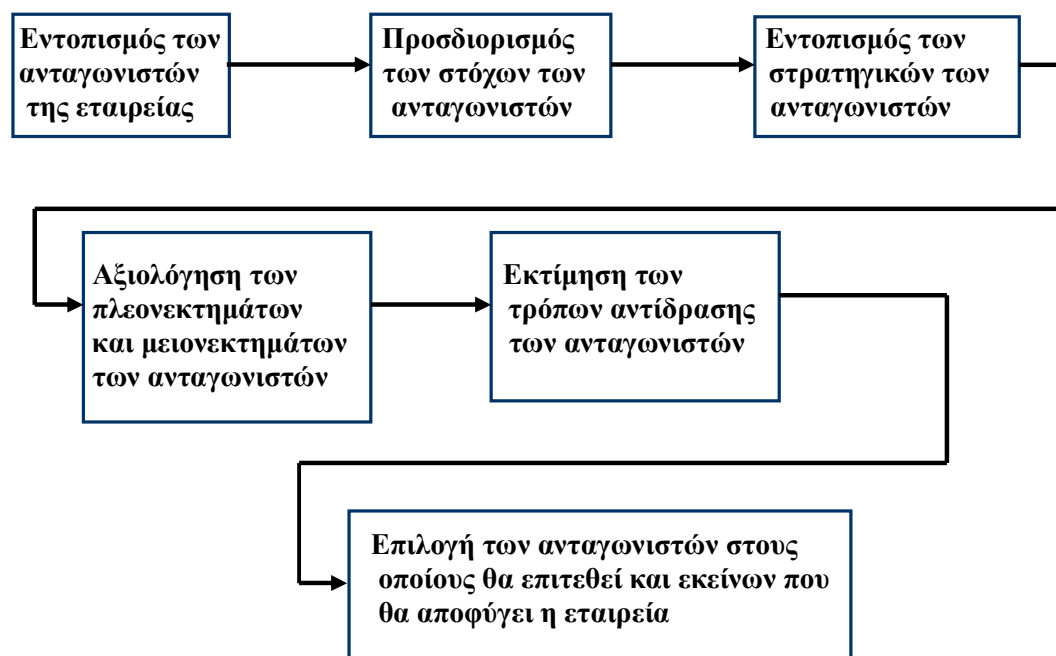 Εντοπισμός των
ανταγωνιστών
της εταιρείας
Προσδιορισμός
των στόχων των
ανταγωνιστών
Εντοπισμός των
στρατηγικών των
ανταγωνιστών
Αξιολόγηση των
πλεονεκτημάτων
και μειονεκτημάτων
των ανταγωνιστών
Εκτίμηση των
τρόπων αντίδρασης
των ανταγωνιστών
Επιλογή των ανταγωνιστών στους
οποίους θα επιτεθεί και εκείνων που
θα αποφύγει η εταιρεία